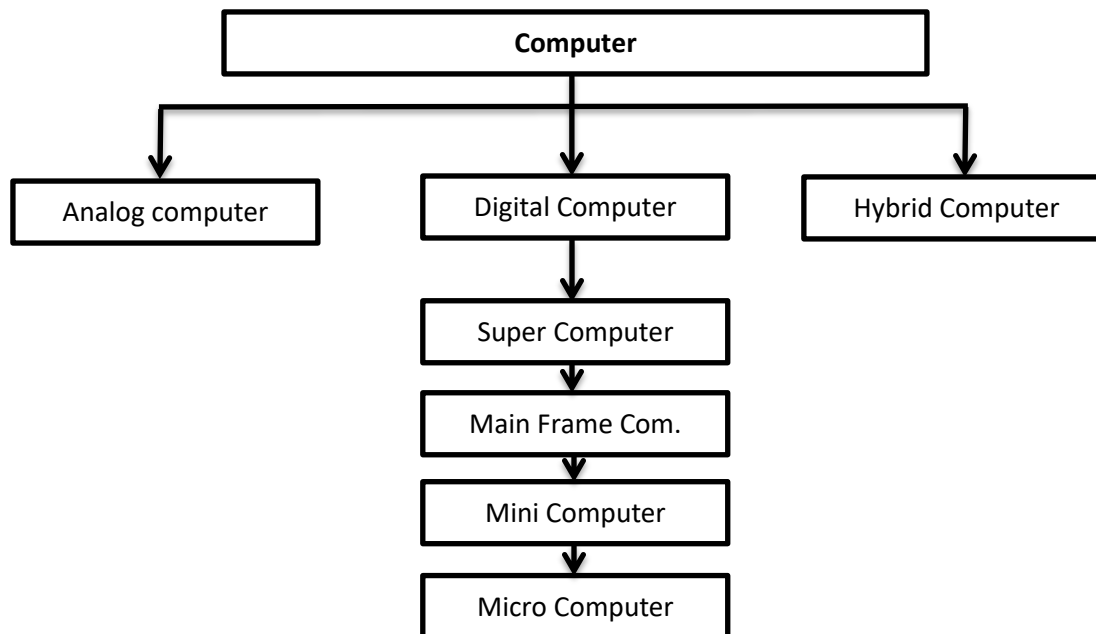 Computer
Analog computer
Digital Computer
Hybrid Computer
Super Computer
Main Frame Com.
Mini Computer
Micro Computer